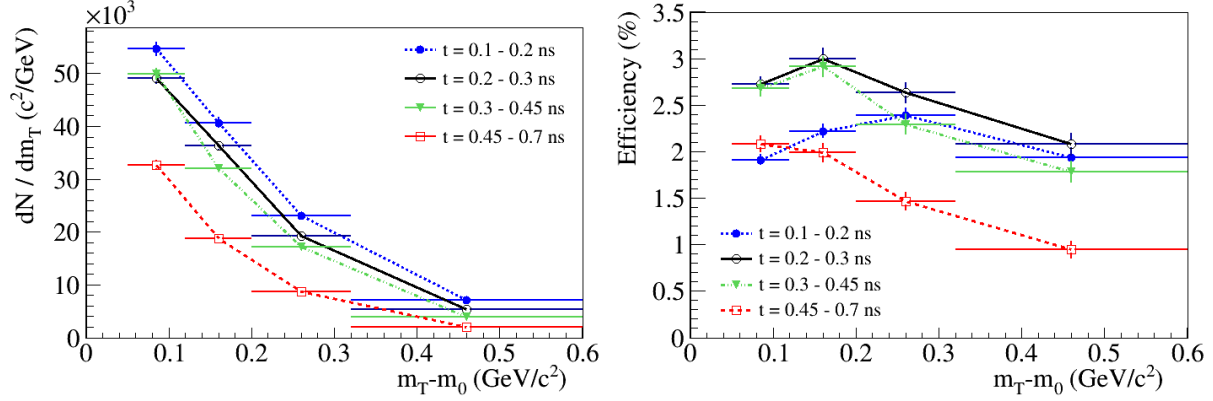 ×10³
dN / dm_T (c²/GeV)
50
40
30
20
10
0
0 0.1 0.2 0.3 0.4 0.5 0.6
m_T-m_0 (GeV/c²)
t = 0.1 - 0.2 ns
t = 0.2 - 0.3 ns
t = 0.3 - 0.45 ns
t = 0.45 - 0.7 ns
Efficiency (%)
3.5
3
2.5
2
1.5
1
0.5
0
0 0.1 0.2 0.3 0.4 0.5 0.6
m_T-m_0 (GeV/c²)
t = 0.1 - 0.2 ns
t = 0.2 - 0.3 ns
t = 0.3 - 0.45 ns
t = 0.45 - 0.7 ns